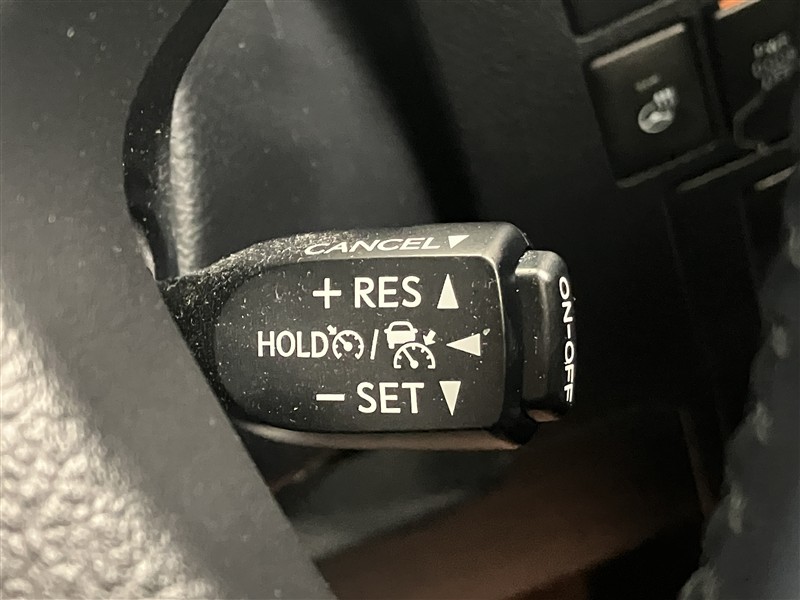 CANCEL▼
+ RES ▲
HOLD / ◀
− SET ▼
ON-OFF